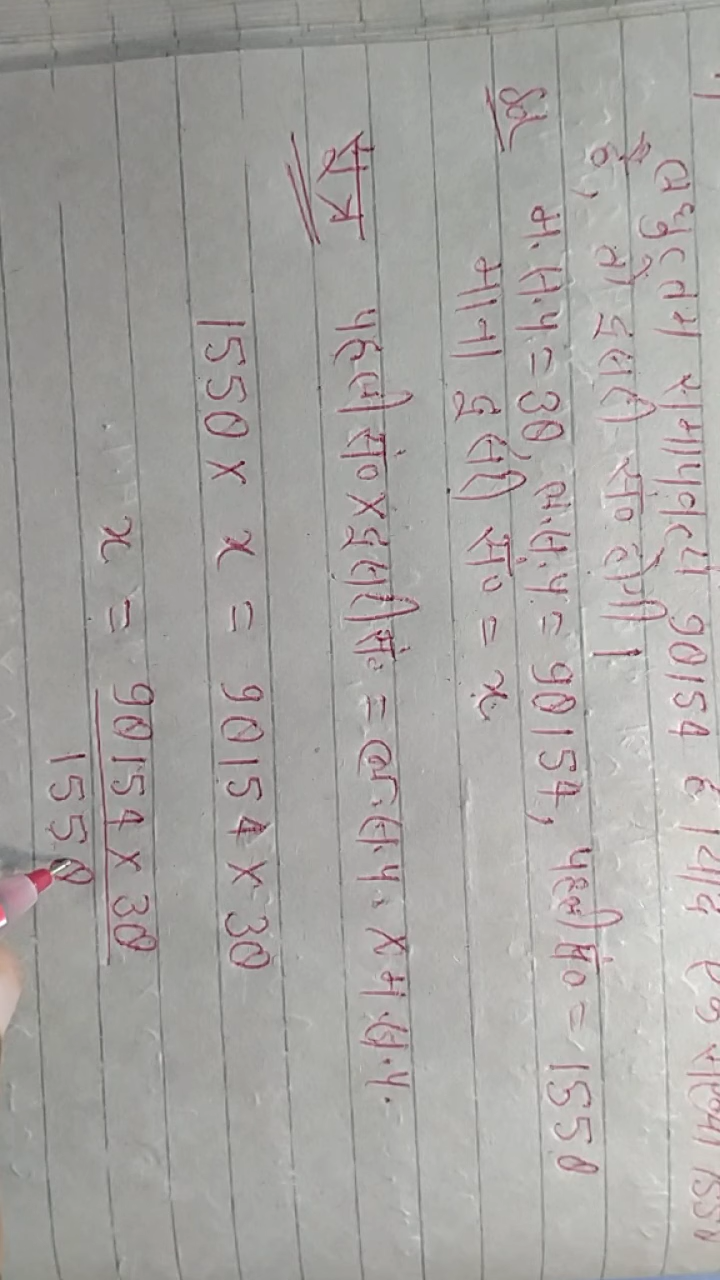 लघुत्तम समापवर्त्य 90154 है। यदि एक संख्या 1550
है, तो दूसरी सं० होगी।
हल म.स.प = 30, ल.स.प = 90154, पहली सं० = 1550
माना दूसरी सं० = x
सूत्र पहली सं० × दूसरी सं० = ल.स.प. × म.स.प.
1550 × x = 90154 × 30
x = 90154 × 30
1550